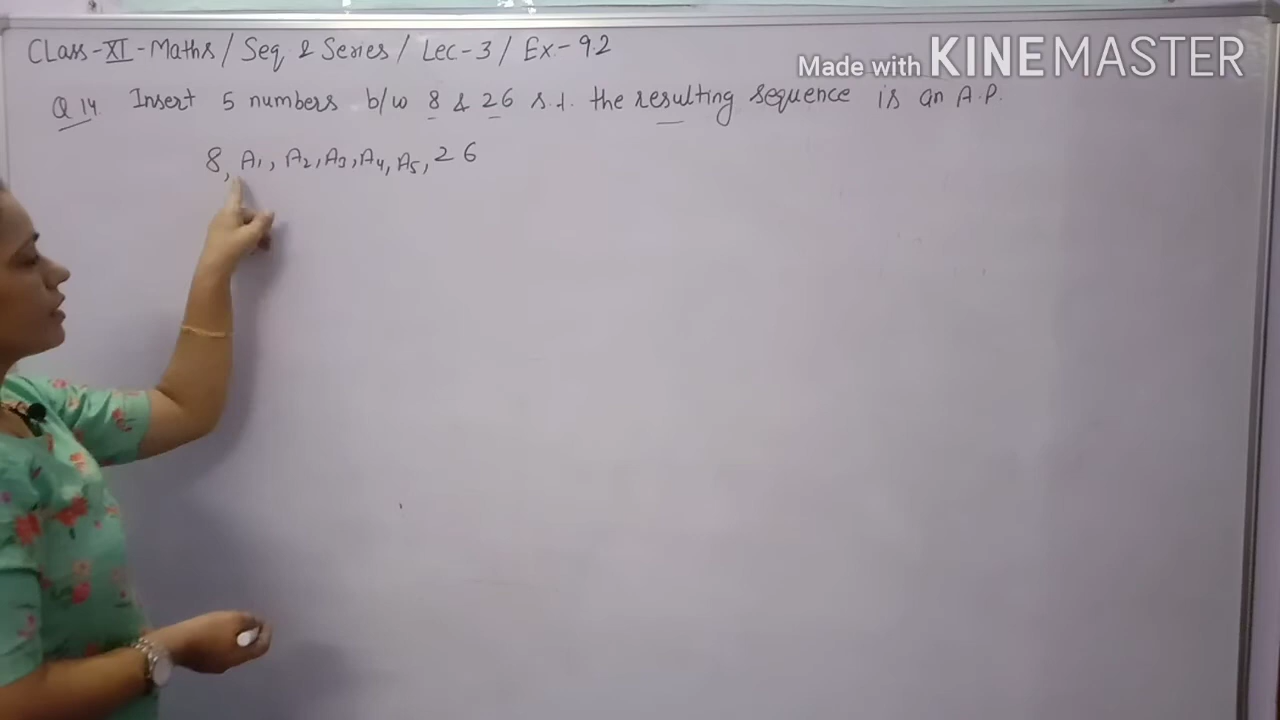 Class-XI-Maths/ Seq & Series / Lec-3 / Ex-9.2
Made with KINEMASTER
Q14. Insert 5 numbers b/w 8 & 26 s.t. the resulting sequence is an A.P.
8, A1, A2, A3, A4, A5, 26